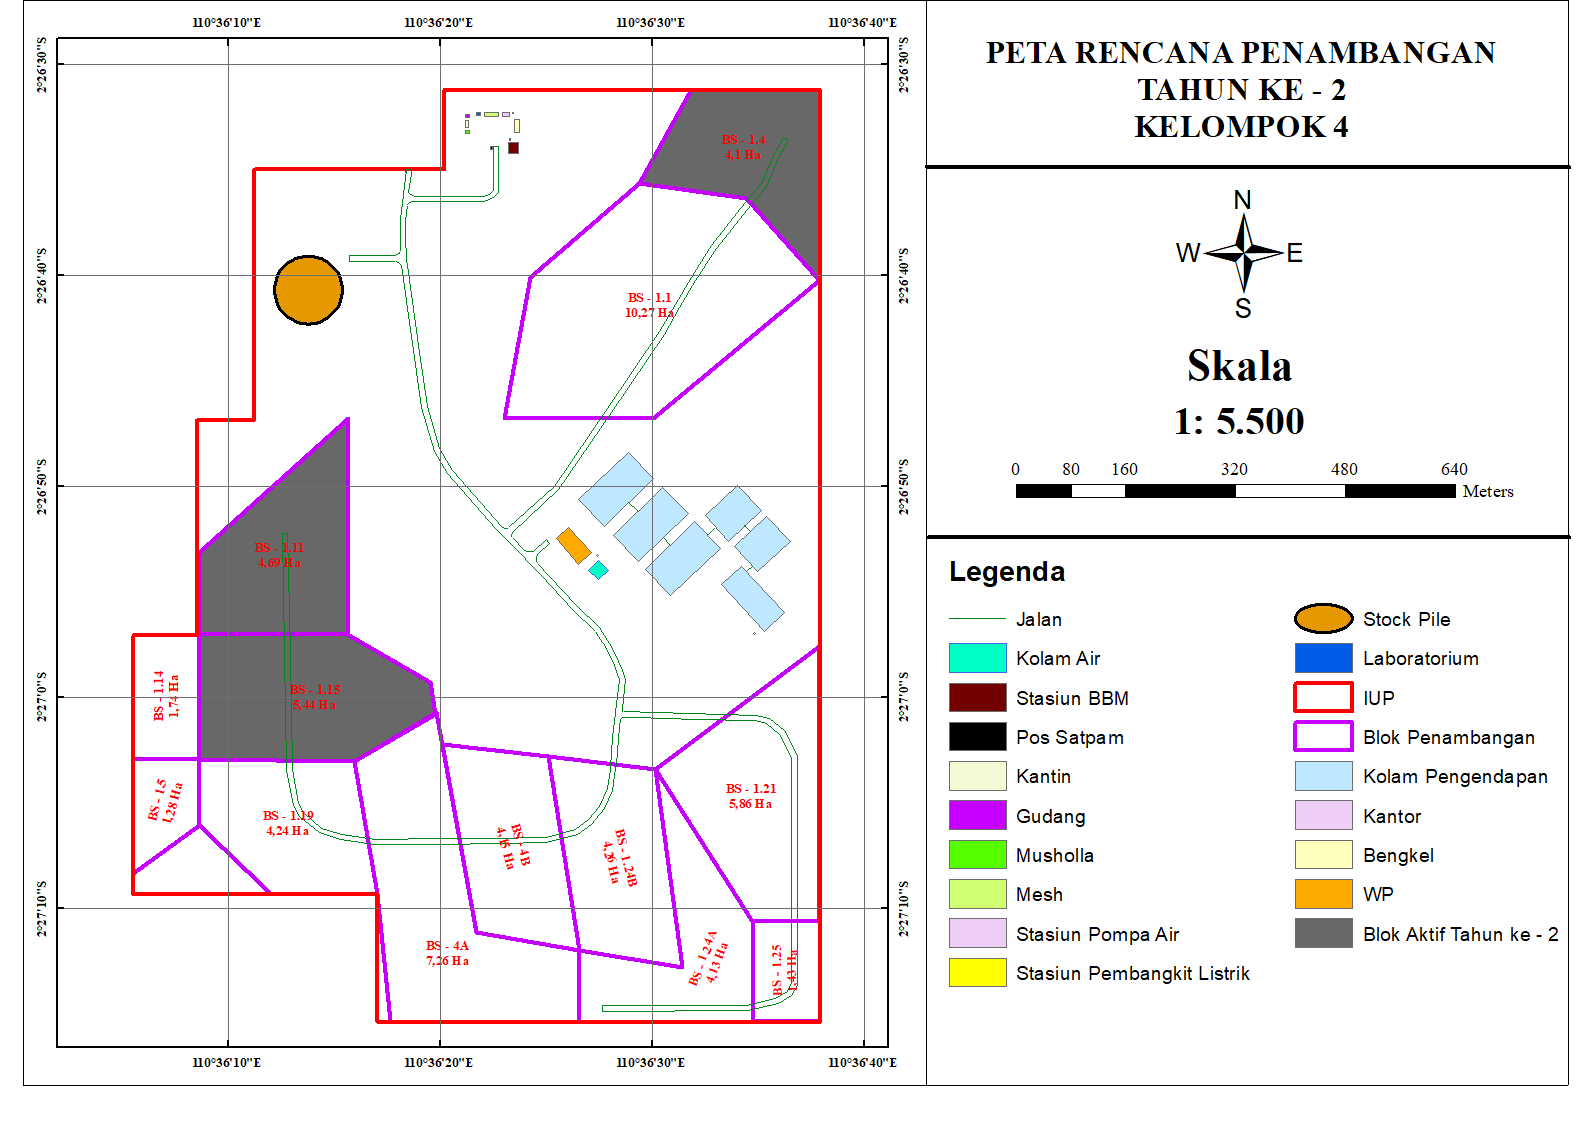 110°36'10"E
110°36'20"E
110°36'30"E
110°36'40"E
2°26'30"S
2°26'30"S
2°26'40"S
2°26'40"S
2°26'50"S
2°26'50"S
2°27'0"S
2°27'0"S
2°27'10"S
2°27'10"S
BS - 1.4
4,1 Ha
BS - 1.1
10,27 Ha
BS - 1.11
4,69 Ha
BS - 1.14
1,74 Ha
BS - 1.15
5,44 Ha
BS - 1.5
1,28 Ha
BS - 1.19
4,24 Ha
BS - 4B
4,15 Ha
BS - 1.24B
4,26 Ha
BS - 1.21
5,86 Ha
BS - 4A
7,26 Ha
BS - 1.24A
4,13 Ha
BS - 1.25
1,43 Ha
110°36'10"E
110°36'20"E
110°36'30"E
110°36'40"E
PETA RENCANA PENAMBANGAN
TAHUN KE - 2
KELOMPOK 4
N
W
E
S
Skala
1: 5.500
0 80 160 320 480 640
Meters
Legenda
Jalan
Kolam Air
Stasiun BBM
Pos Satpam
Kantin
Gudang
Musholla
Mesh
Stasiun Pompa Air
Stasiun Pembangkit Listrik
Stock Pile
Laboratorium
IUP
Blok Penambangan
Kolam Pengendapan
Kantor
Bengkel
WP
Blok Aktif Tahun ke - 2